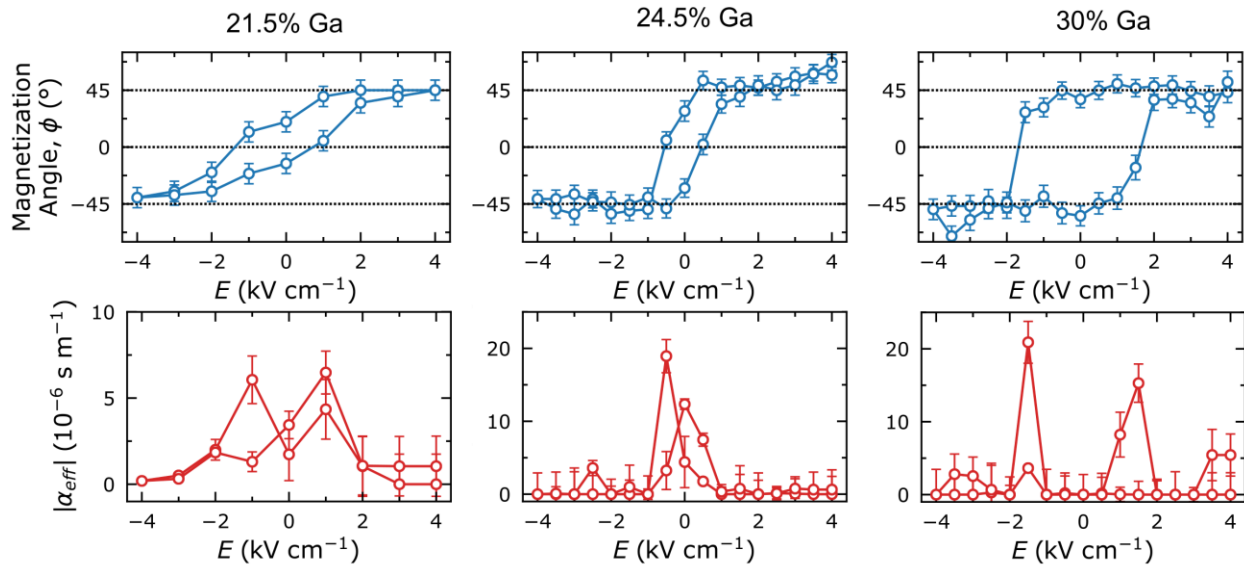 21.5% Ga
24.5% Ga
30% Ga
Magnetization
Angle, ϕ (°)
45
0
−45
−4 −2 0 2 4
E (kV cm⁻¹)
45
0
−45
−4 −2 0 2 4
E (kV cm⁻¹)
45
0
−45
−4 −2 0 2 4
E (kV cm⁻¹)
|α_eff| (10⁻⁶ s m⁻¹)
10
5
0
−4 −2 0 2 4
E (kV cm⁻¹)
20
10
0
−4 −2 0 2 4
E (kV cm⁻¹)
20
10
0
−4 −2 0 2 4
E (kV cm⁻¹)